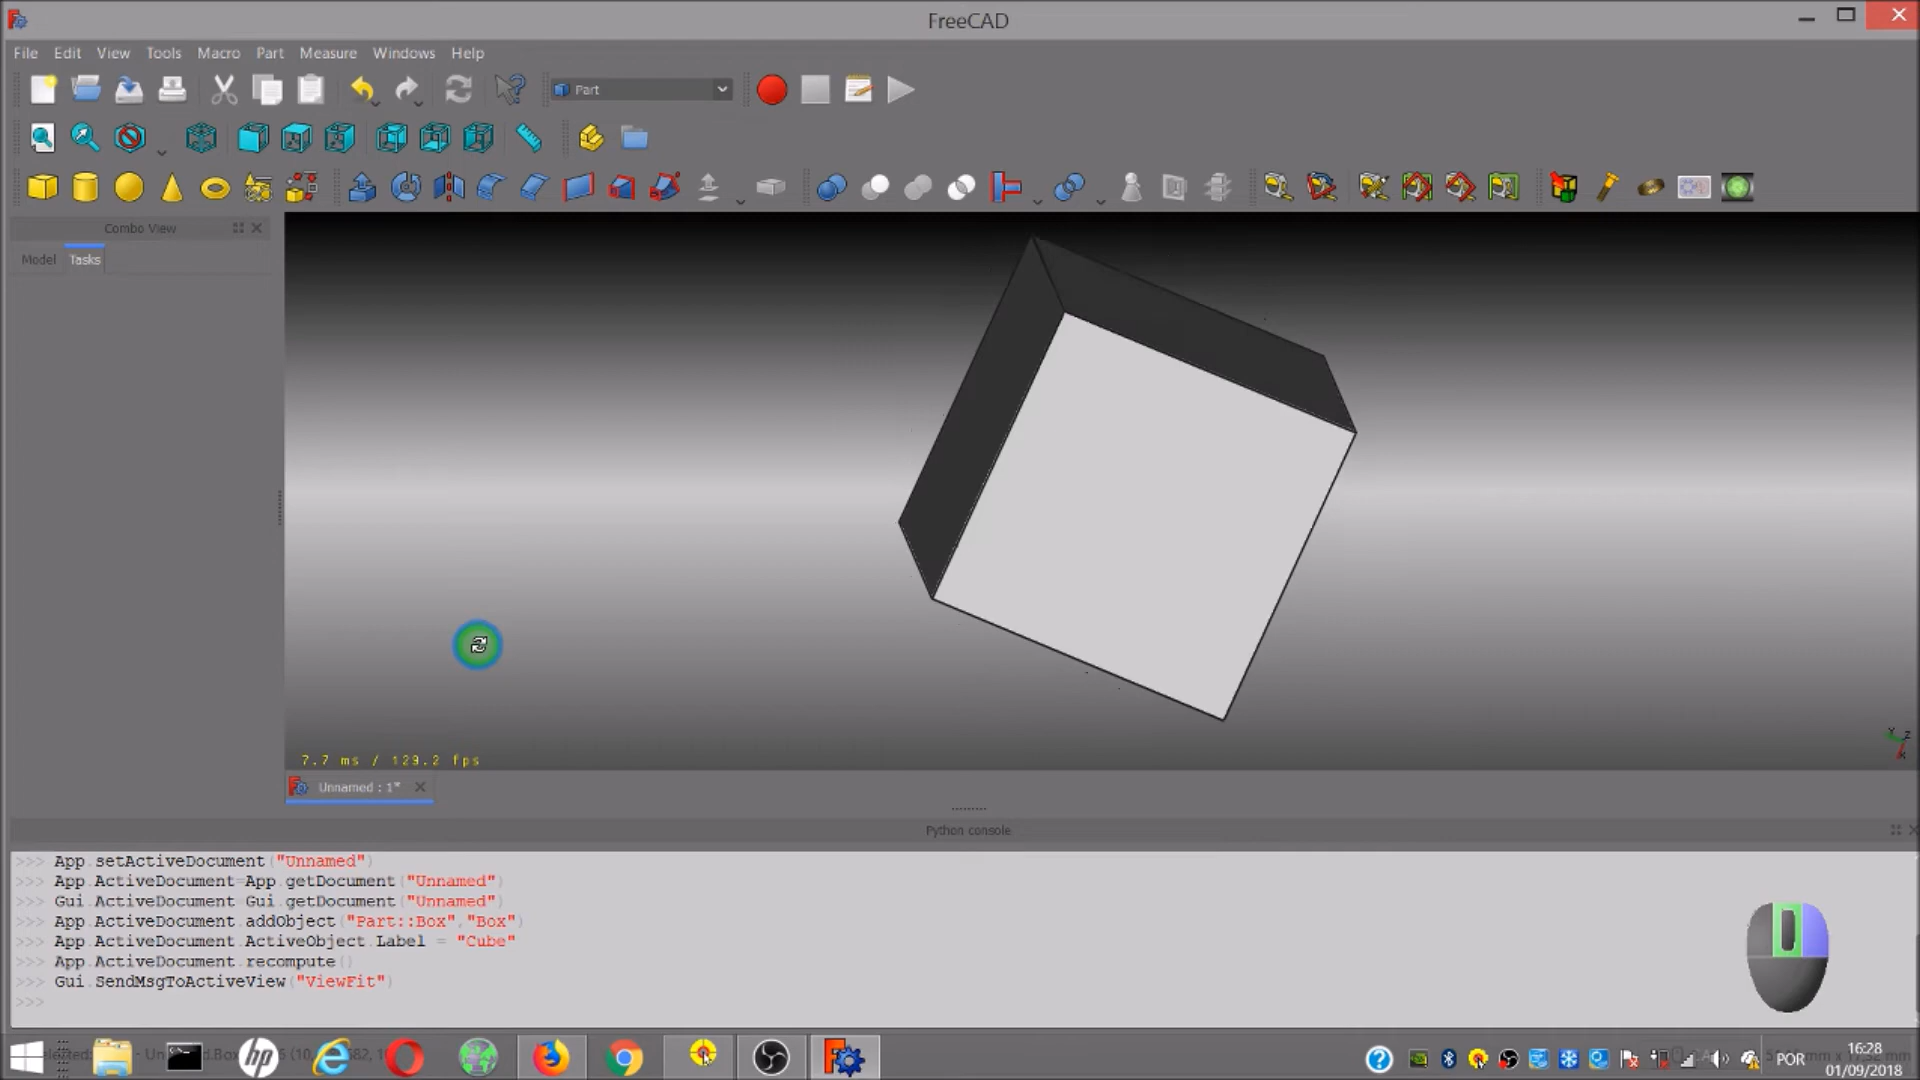 FreeCAD
File Edit View Tools Macro Part Measure Windows Help
Part
Combo View
Model Tasks
7.7 ms / 129.2 fps
Unnamed : 1*
Python console
>>> App.setActiveDocument("Unnamed")
>>> App.ActiveDocument=App.getDocument("Unnamed")
>>> Gui.ActiveDocument=Gui.getDocument("Unnamed")
>>> App.ActiveDocument.addObject("Part::Box","Box")
>>> App.ActiveDocument.ActiveObject.Label = "Cube"
>>> App.ActiveDocument.recompute()
>>> Gui.SendMsgToActiveView("ViewFit")
>>>
hp
POR
16:28
01/09/2018